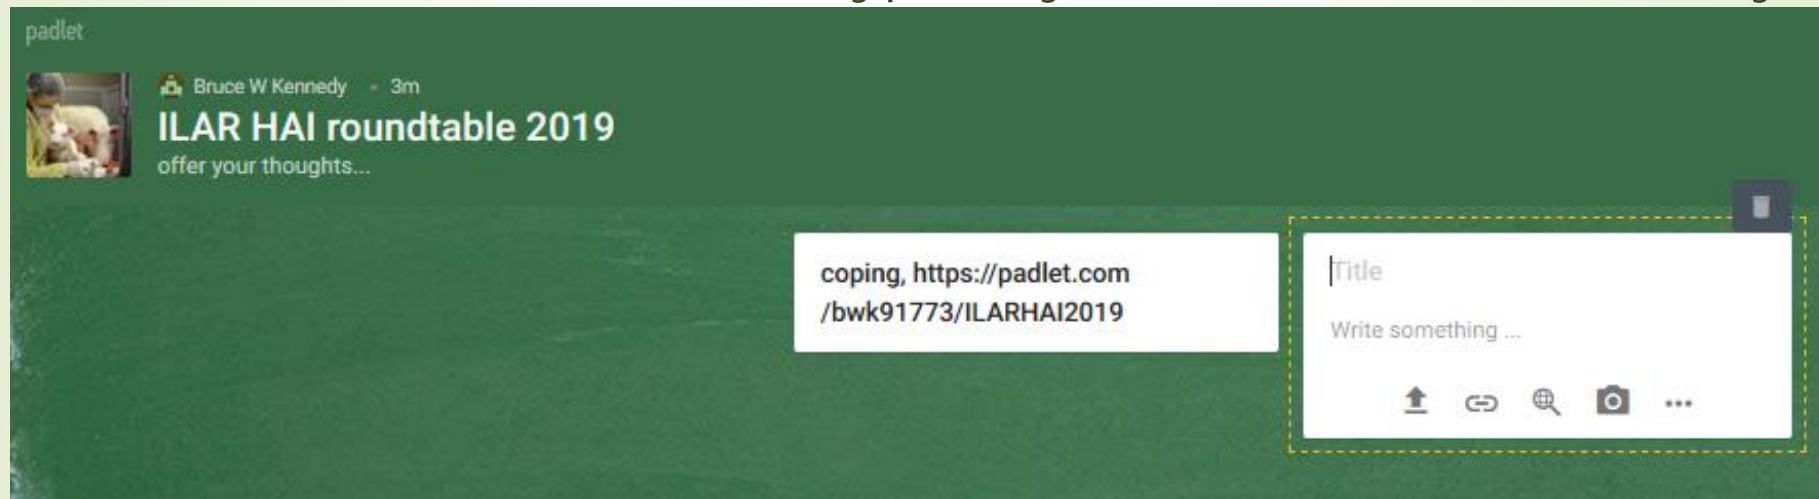 padlet
Bruce W Kennedy • 3m
ILAR HAI roundtable 2019
offer your thoughts...
coping, https://padlet.com
/bwk91773/ILARHAI2019
Title
Write something ...